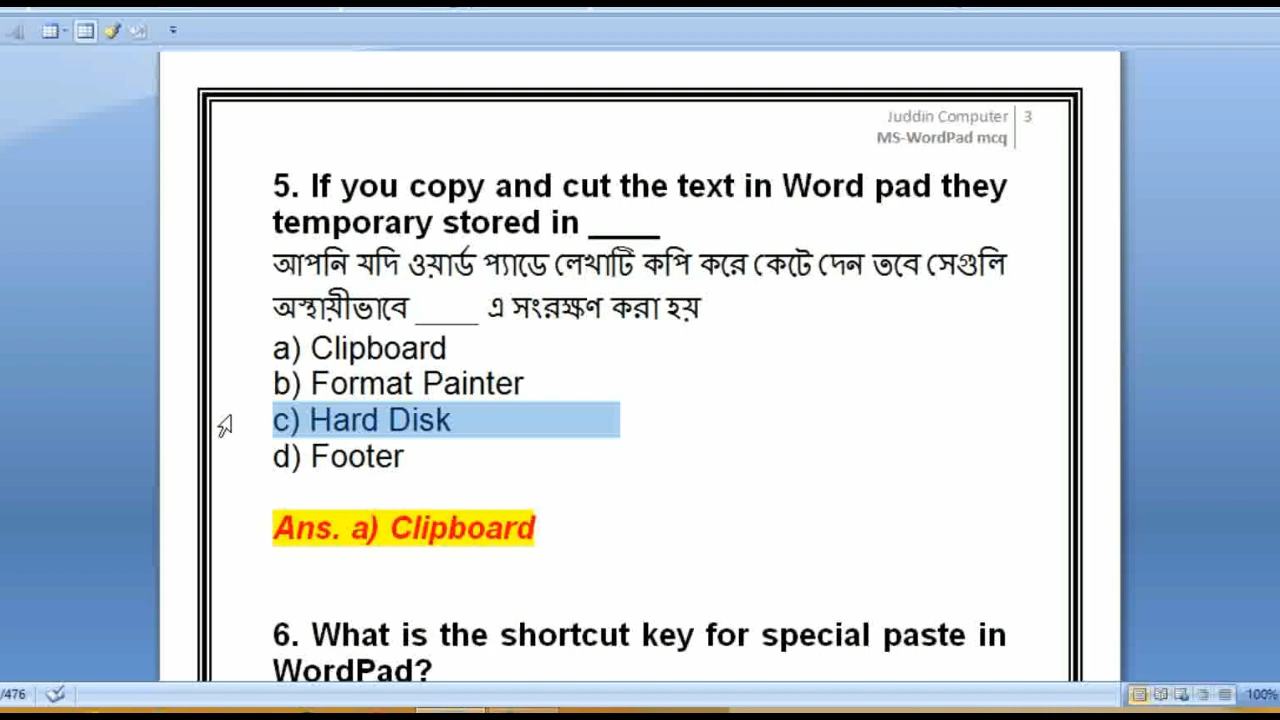 Juddin Computer 3
MS-WordPad mcq
5. If you copy and cut the text in Word pad they
temporary stored in ____
আপনি যদি ওয়ার্ড প্যাডে লেখাটি কপি করে কেটে দেন তবে সেগুলি
অস্থায়ীভাবে ____ এ সংরক্ষণ করা হয়
a) Clipboard
b) Format Painter
c) Hard Disk
d) Footer
Ans. a) Clipboard
6. What is the shortcut key for special paste in
WordPad?
/476
100%